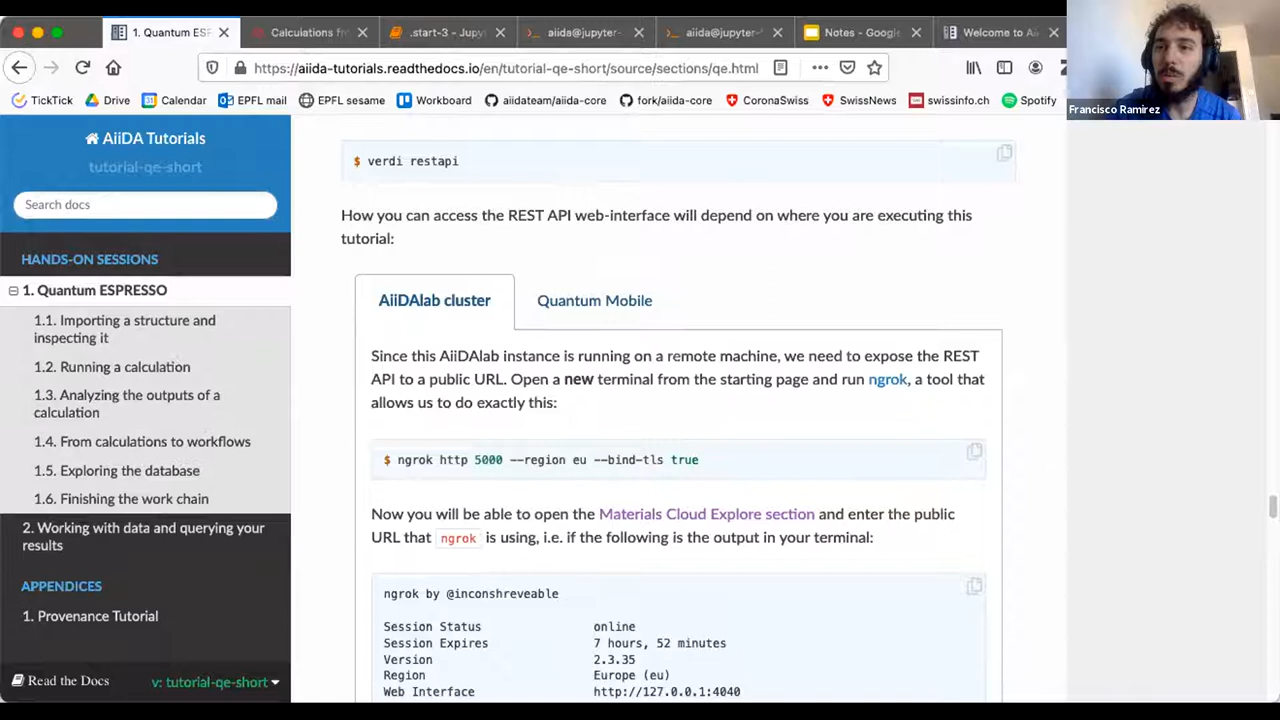 1. Quantum ESP
Calculations fr
.start-3 - Jupyt
aiida@jupyter-
aiida@jupyter-
Notes - Google
Welcome to Ai
https://aiida-tutorials.readthedocs.io/en/tutorial-qe-short/source/sections/qe.html
TickTick
Drive
Calendar
EPFL mail
EPFL sesame
Workboard
aiidateam/aiida-core
fork/aiida-core
CoronaSwiss
SwissNews
swissinfo.ch
Spotify
Francisco Ramirez
AiiDA Tutorials
tutorial-qe-short
Search docs
HANDS-ON SESSIONS
1. Quantum ESPRESSO
1.1. Importing a structure and
inspecting it
1.2. Running a calculation
1.3. Analyzing the outputs of a
calculation
1.4. From calculations to workflows
1.5. Exploring the database
1.6. Finishing the work chain
2. Working with data and querying your
results
APPENDICES
1. Provenance Tutorial
Read the Docs
v: tutorial-qe-short
$ verdi restapi
How you can access the REST API web-interface will depend on where you are executing this
tutorial:
AiiDAlab cluster
Quantum Mobile
Since this AiiDAlab instance is running on a remote machine, we need to expose the REST
API to a public URL. Open a new terminal from the starting page and run ngrok, a tool that
allows us to do exactly this:
$ ngrok http 5000 --region eu --bind-tls true
Now you will be able to open the Materials Cloud Explore section and enter the public
URL that ngrok is using, i.e. if the following is the output in your terminal:
ngrok by @inconshreveable
Session Status online
Session Expires 7 hours, 52 minutes
Version 2.3.35
Region Europe (eu)
Web Interface http://127.0.0.1:4040